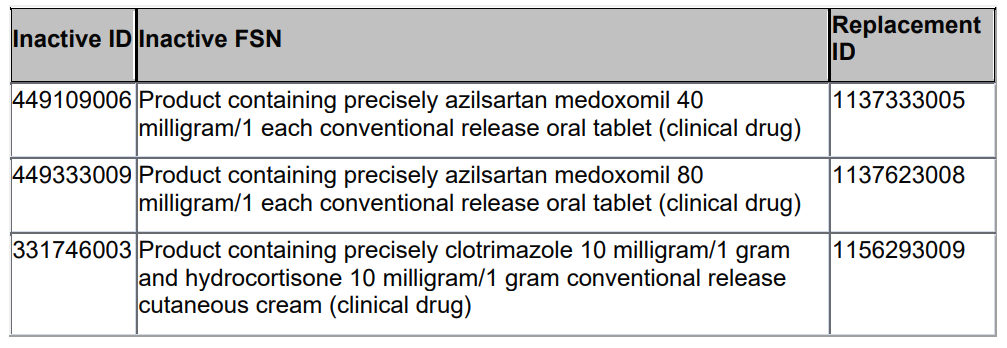 Inactive ID Inactive FSN Replacement
ID
449109006 Product containing precisely azilsartan medoxomil 40 1137333005
milligram/1 each conventional release oral tablet (clinical drug)
449333009 Product containing precisely azilsartan medoxomil 80 1137623008
milligram/1 each conventional release oral tablet (clinical drug)
331746003 Product containing precisely clotrimazole 10 milligram/1 gram 1156293009
and hydrocortisone 10 milligram/1 gram conventional release
cutaneous cream (clinical drug)